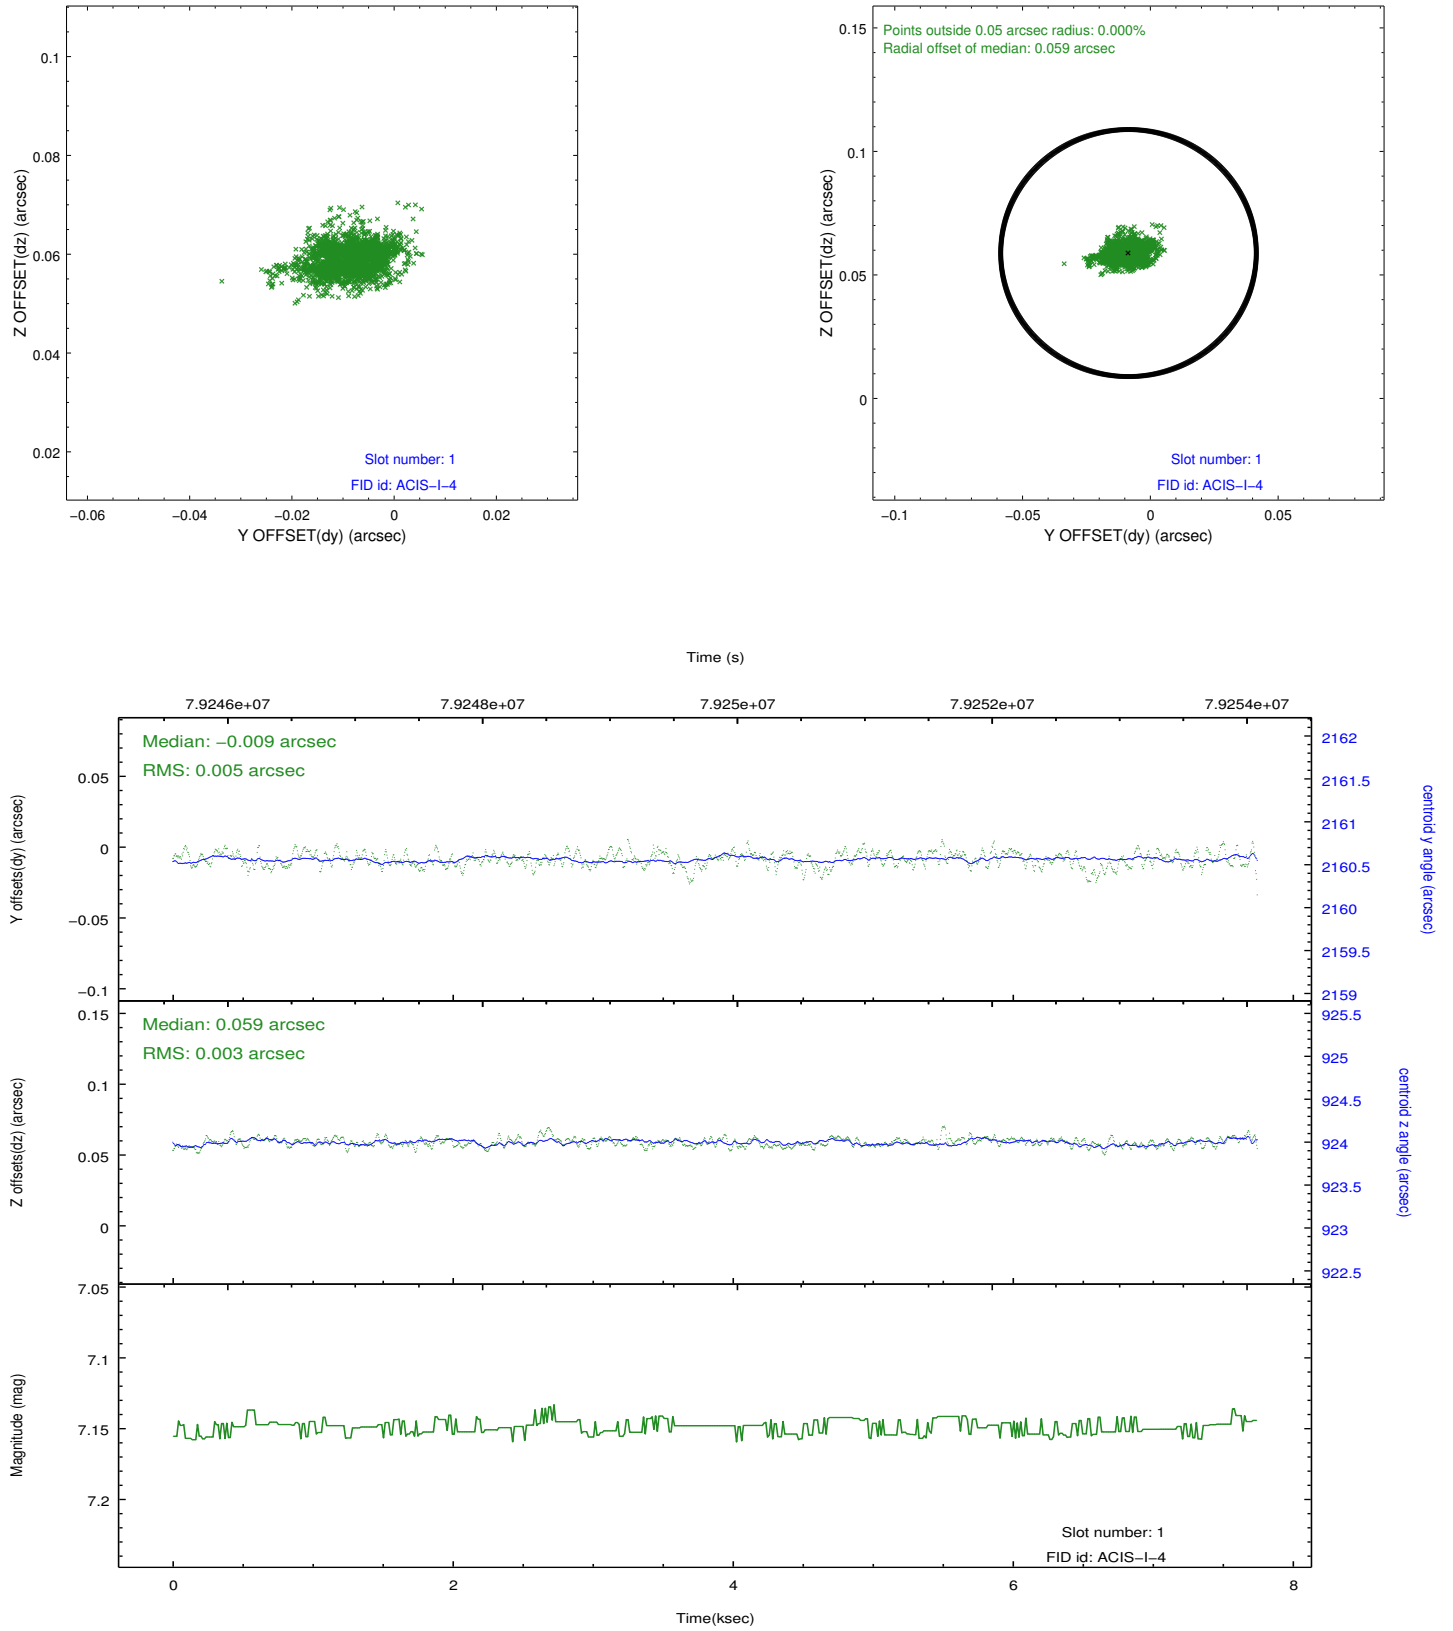 0.1
0.08
0.06
0.04
0.02
Z OFFSET(dz) (arcsec)
Slot number: 1
FID id: ACIS−I−4
−0.06 −0.04 −0.02 0 0.02
Y OFFSET(dy) (arcsec)
Points outside 0.05 arcsec radius: 0.000%
Radial offset of median: 0.059 arcsec
0.15
0.1
0.05
0
Z OFFSET(dz) (arcsec)
Slot number: 1
FID id: ACIS−I−4
−0.1 −0.05 0 0.05
Y OFFSET(dy) (arcsec)
Time (s)
7.9246e+07 7.9248e+07 7.925e+07 7.9252e+07 7.9254e+07
Median: −0.009 arcsec
RMS: 0.005 arcsec
0.05
0
−0.05
−0.1
Y offsets(dy) (arcsec)
2162
2161.5
2161
2160.5
2160
2159.5
2159
centroid y angle (arcsec)
Median: 0.059 arcsec
RMS: 0.003 arcsec
0.15
0.1
0.05
0
Z offsets(dz) (arcsec)
925.5
925
924.5
924
923.5
923
922.5
centroid z angle (arcsec)
7.05
7.1
7.15
7.2
Magnitude (mag)
Slot number: 1
FID id: ACIS−I−4
0 2 4 6 8
Time(ksec)